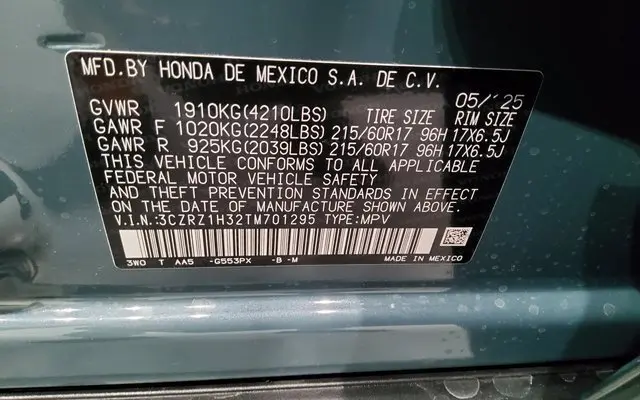 MFD.BY HONDA DE MEXICO S.A. DE C.V.
05/'25
GVWR 1910KG(4210LBS) TIRE SIZE RIM SIZE
GAWR F 1020KG(2248LBS) 215/60R17 96H 17X6.5J
GAWR R 925KG(2039LBS) 215/60R17 96H 17X6.5J
THIS VEHICLE CONFORMS TO ALL APPLICABLE
FEDERAL MOTOR VEHICLE SAFETY
AND THEFT PREVENTION STANDARDS IN EFFECT
ON THE DATE OF MANUFACTURE SHOWN ABOVE.
V.I.N.:3CZRZ1H32TM701295 TYPE:MPV
3W0 T AA5 -G553PX -B -M MADE IN MEXICO